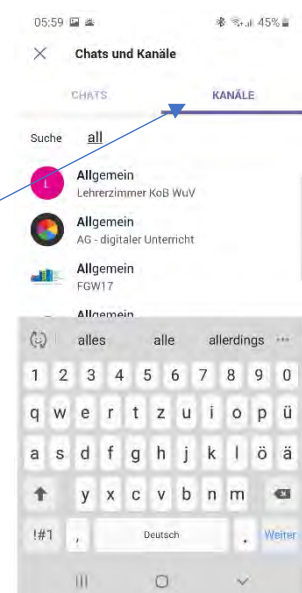 05:59 45%
Chats und Kanäle
CHATS KANÄLE
Suche all
L
Allgemein
Lehrerzimmer KoB WuV
Allgemein
AG - digitaler Unterricht
Allgemein
FGW17
Allgemein
alles alle allerdings ...
1 2 3 4 5 6 7 8 9 0
q w e r t z u i o p ü
a s d f g h j k l ö ä
y x c v b n m
!#1 , Deutsch . Weiter